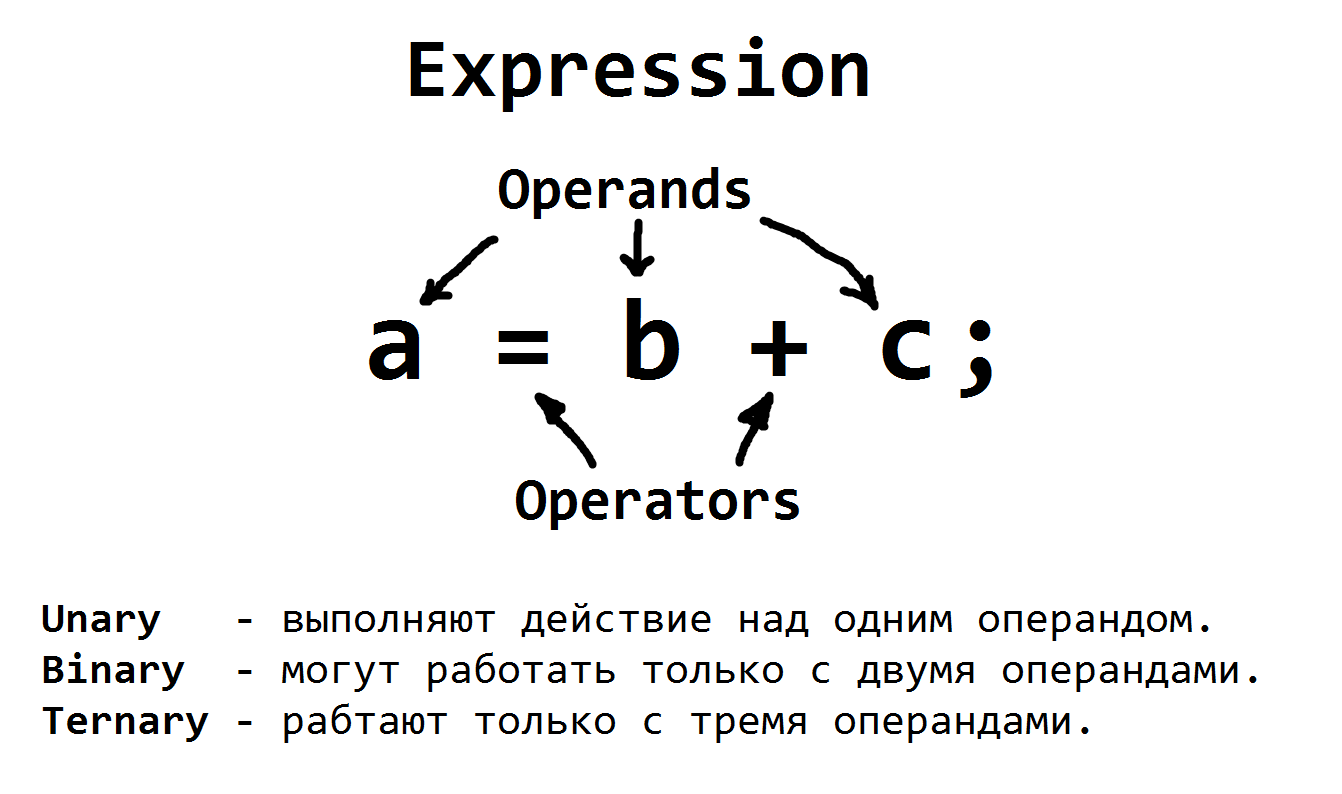 Expression
Operands
a = b + c;
Operators
Unary - выполняют действие над одним операндом.
Binary - могут работать только с двумя операндами.
Ternary - рабтают только с тремя операндами.